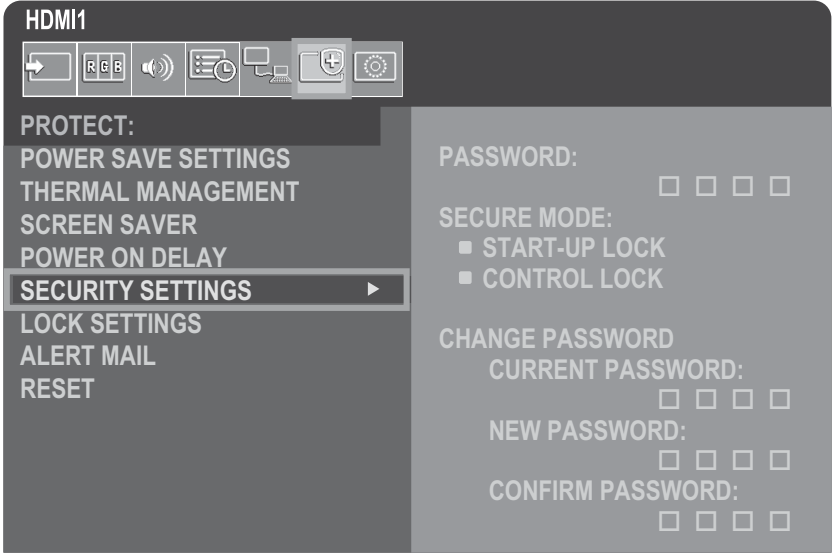 HDMI1
R G B
PROTECT:
POWER SAVE SETTINGS
THERMAL MANAGEMENT
SCREEN SAVER
POWER ON DELAY
SECURITY SETTINGS
LOCK SETTINGS
ALERT MAIL
RESET
PASSWORD:
SECURE MODE:
START-UP LOCK
CONTROL LOCK
CHANGE PASSWORD
CURRENT PASSWORD:
NEW PASSWORD:
CONFIRM PASSWORD: